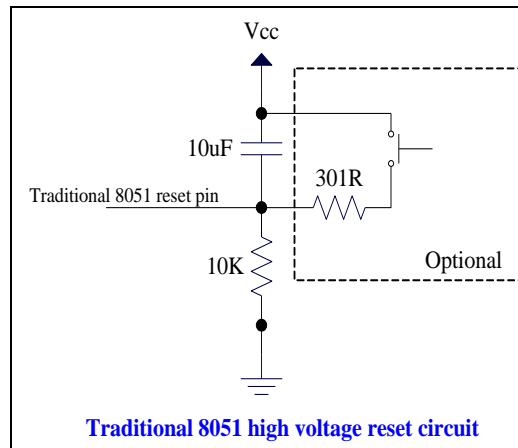 Vcc
10uF
301R
Traditional 8051 reset pin
10K
Optional
Traditional 8051 high voltage reset circuit